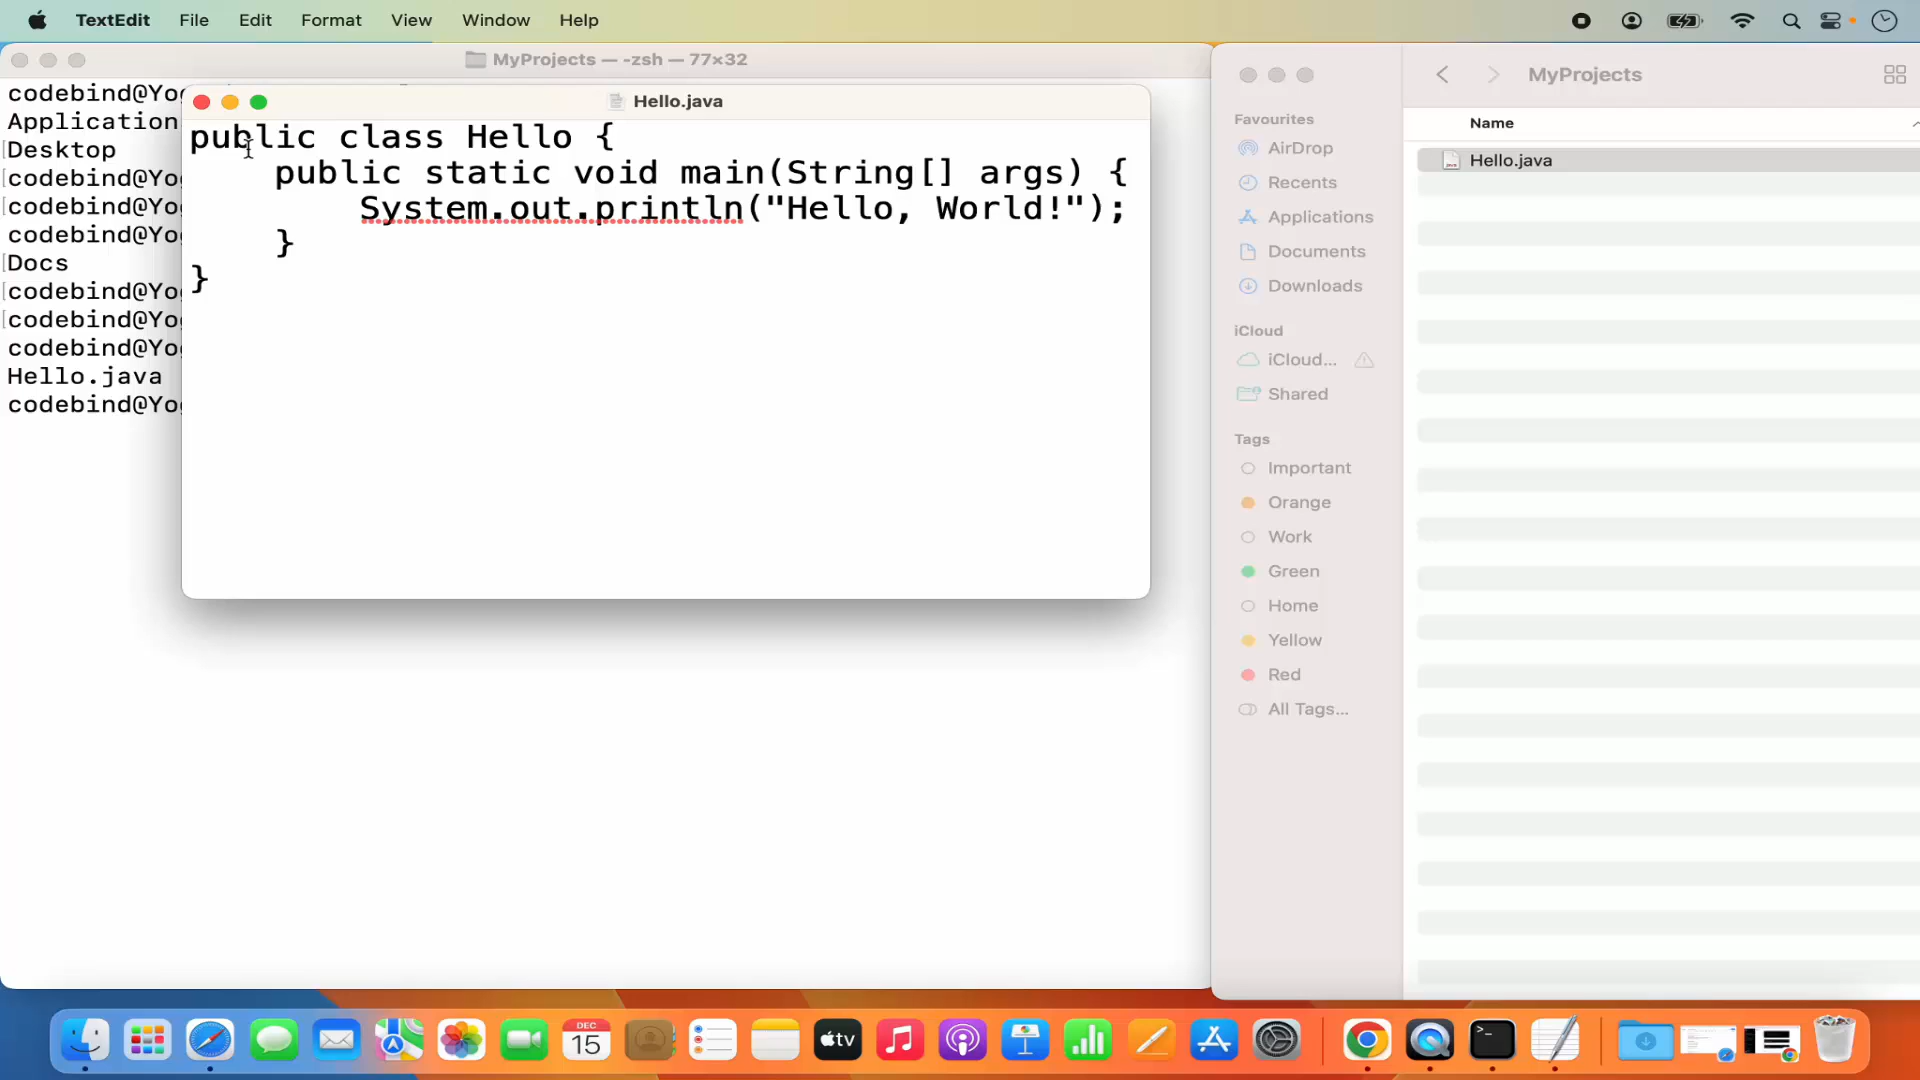 TextEdit File Edit Format View Window Help
MyProjects — -zsh — 77×32
codebind@Yo
Application
Desktop
codebind@Yo
codebind@Yo
codebind@Yo
Docs
codebind@Yo
codebind@Yo
codebind@Yo
Hello.java
codebind@Yo
Hello.java
public class Hello {
public static void main(String[] args) {
System.out.println("Hello, World!");
}
}
MyProjects
Favourites
AirDrop
Recents
Applications
Documents
Downloads
iCloud
iCloud...
Shared
Tags
Important
Orange
Work
Green
Home
Yellow
Red
All Tags...
Name
Hello.java
DEC
15
tv
>_